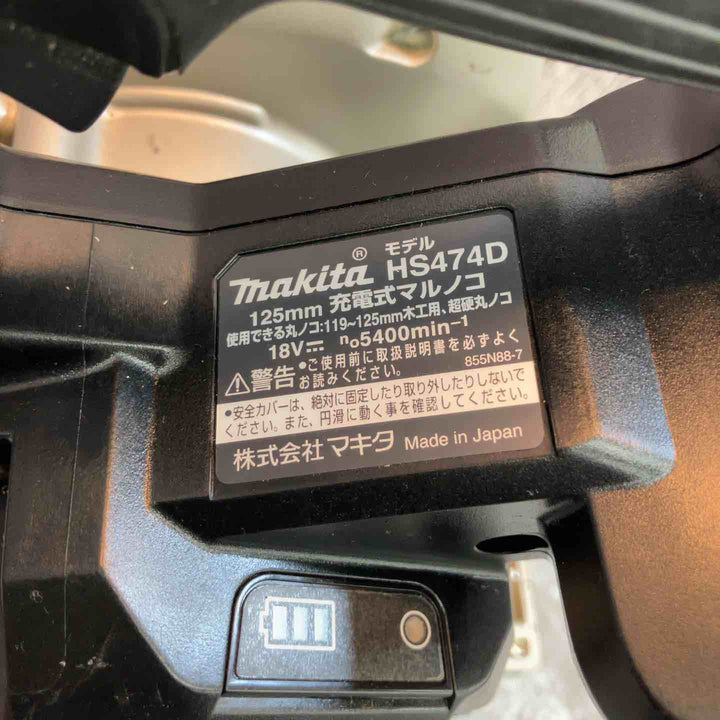 makita® モデル HS474D
125mm 充電式マルノコ
使用できる丸ノコ:119~125mm木工用、超硬丸ノコ
18V⎓ n₀5400min⁻¹
⚠警告 •ご使用前に取扱説明書を必ずよく
お読みください。 855N88-7
•安全カバーは、絶対に固定したり取り外したりしないで
ください。また、円滑に動く事を確認してください。
株式会社 マキタ Made in Japan